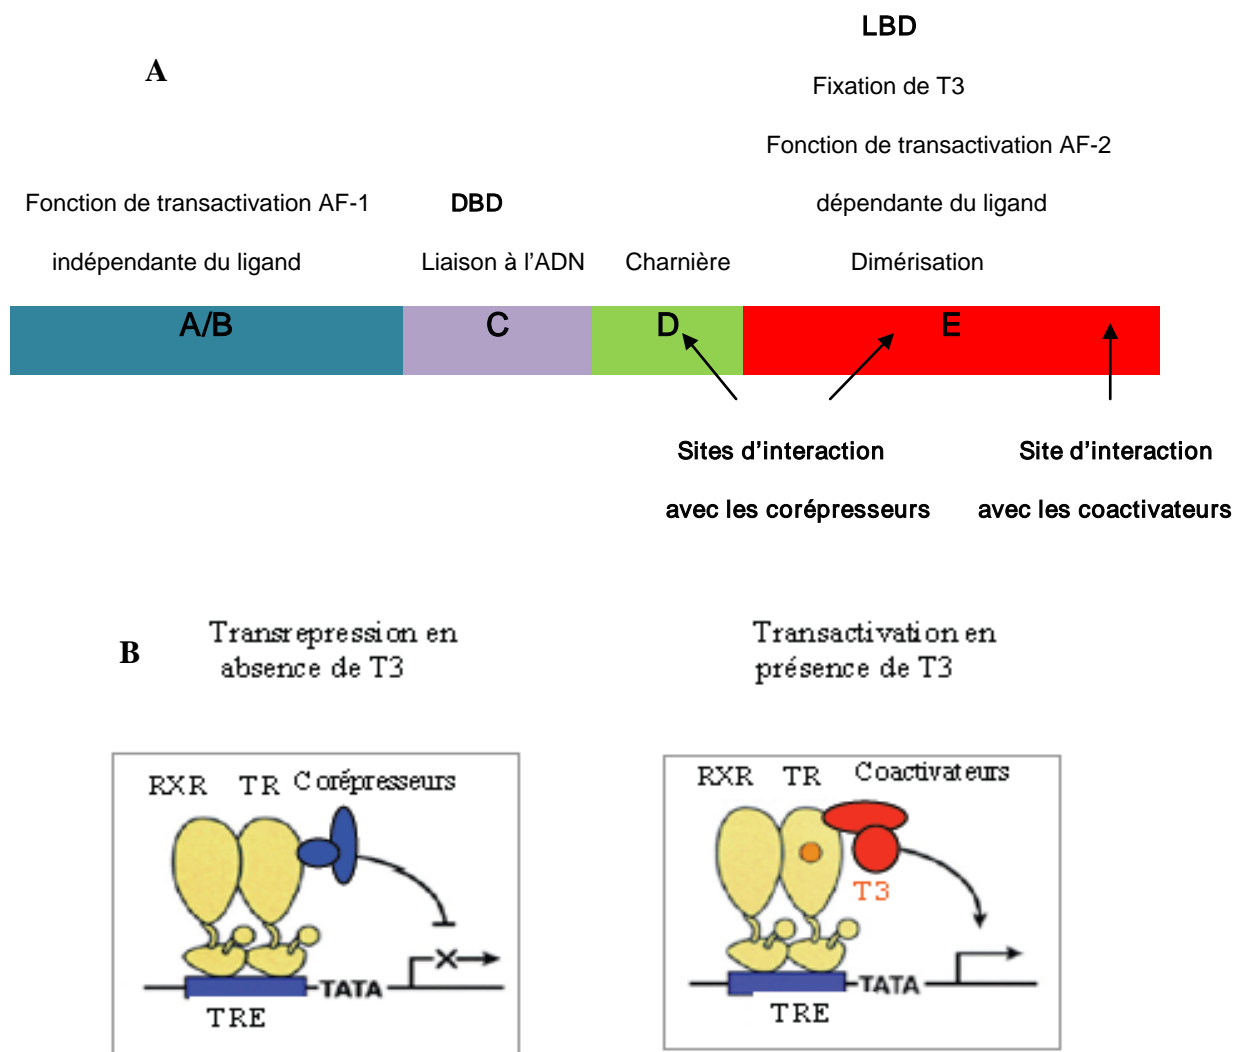 A
LBD
Fixation de T3
Fonction de transactivation AF-2
dépendante du ligand
Dimérisation
Fonction de transactivation AF-1
indépendante du ligand
DBD
Liaison à l'ADN
Charnière
A/B
C
D
E
Sites d'interaction
avec les corépresseurs
Site d'interaction
avec les coactivateurs
B
Transrepression en
absence de T3
Transactivation en
présence de T3
RXR TR Corépresseurs
TATA
TRE
RXR TR Coactivateurs
T3
TATA
TRE